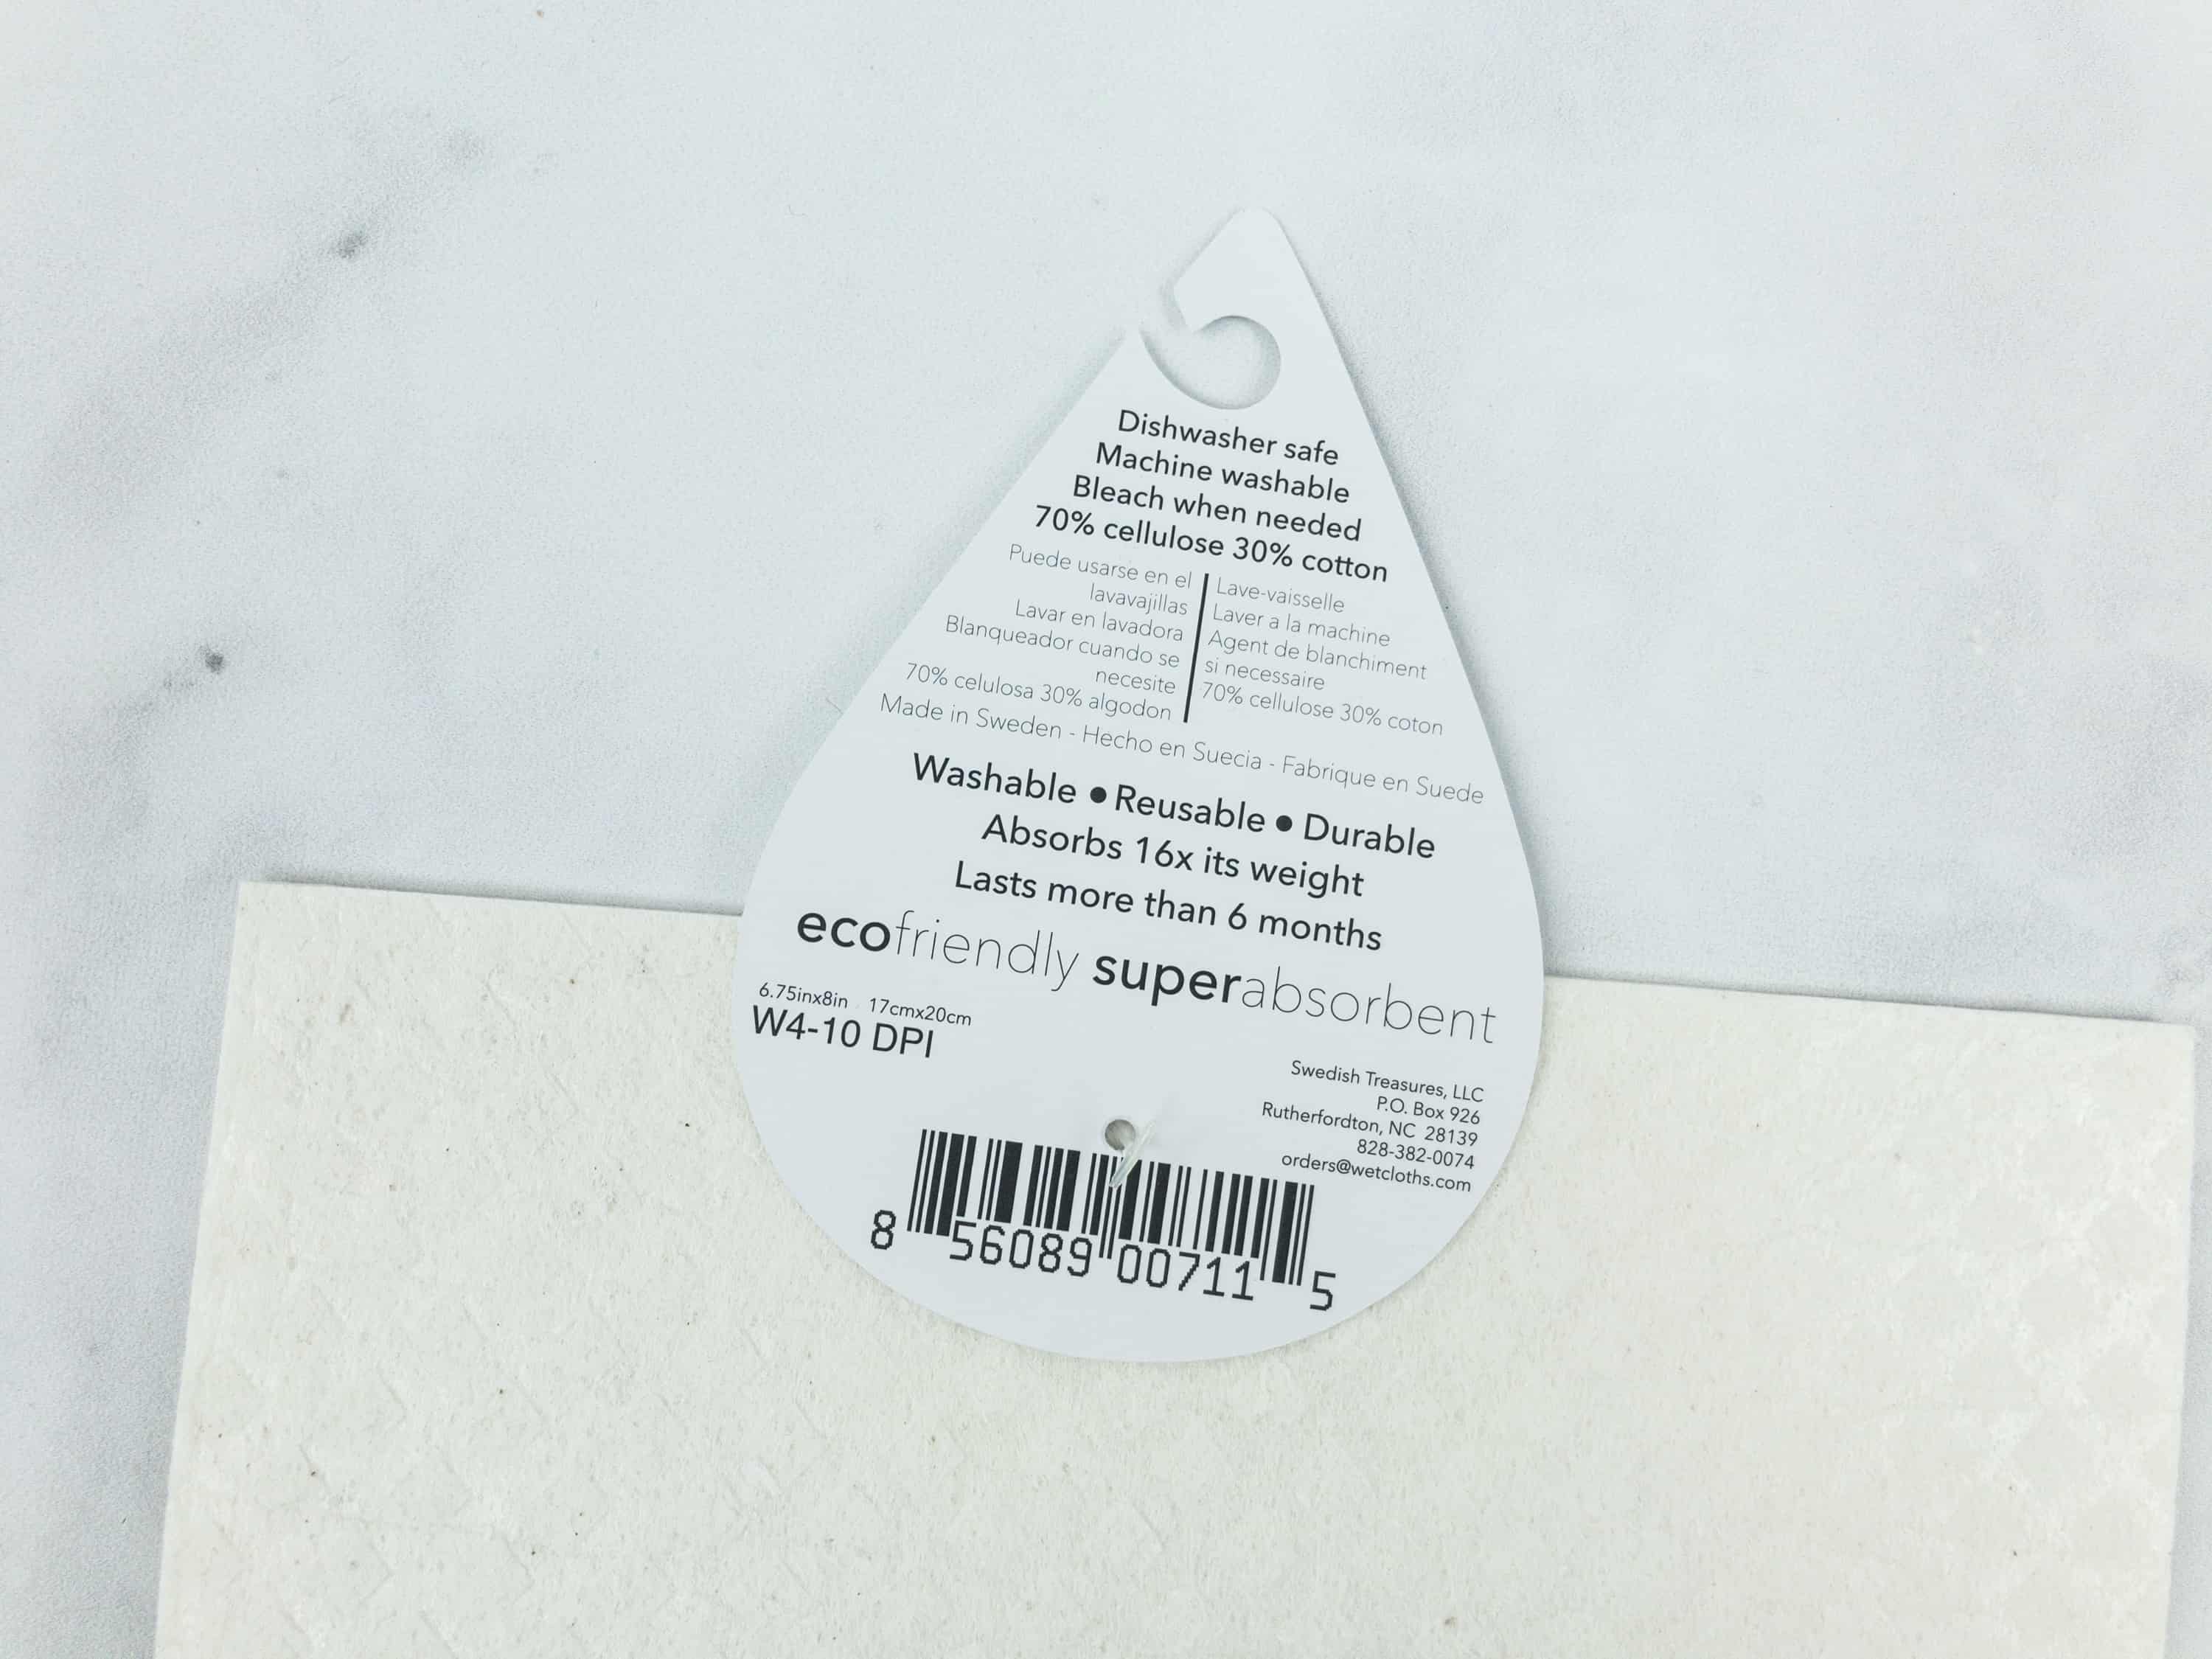 Dishwasher safe
Machine washable
Bleach when needed
70% cellulose 30% cotton
Puede usarse en el
lavavajillas
Lavar en lavadora
Blanqueador cuando se
necesite
70% celulosa 30% algodon
Lave-vaisselle
Laver a la machine
Agent de blanchiment
si necessaire
70% cellulose 30% coton
Made in Sweden - Hecho en Suecia - Fabrique en Suede
Washable • Reusable • Durable
Absorbs 16x its weight
Lasts more than 6 months
ecofriendly superabsorbent
6.75inx8in 17cmx20cm
W4-10 DPI
Swedish Treasures, LLC
P.O. Box 926
Rutherfordton, NC 28139
828-382-0074
orders@wetcloths.com
8 56089 00711 5